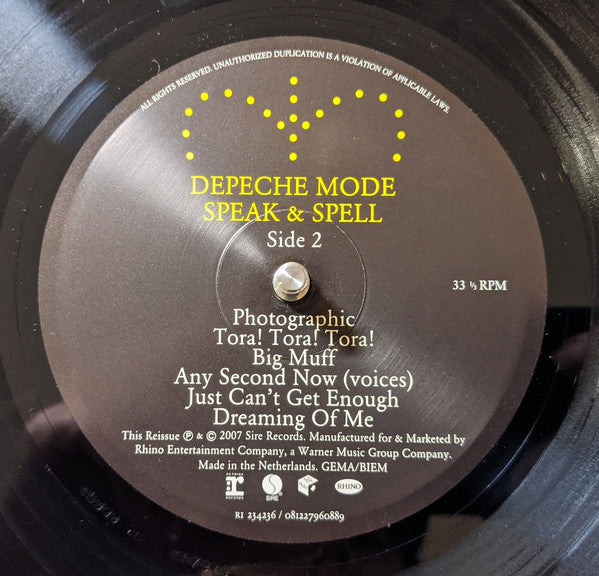 ALL RIGHTS RESERVED. UNAUTHORIZED DUPLICATION IS A VIOLATION OF APPLICABLE LAWS.
DEPECHE MODE
SPEAK & SPELL
Side 2
33 ⅓ RPM
Photographic
Tora! Tora! Tora!
Big Muff
Any Second Now (voices)
Just Can't Get Enough
Dreaming Of Me
This Reissue ℗ & © 2007 Sire Records. Manufactured for & Marketed by
Rhino Entertainment Company, a Warner Music Group Company.
Made in the Netherlands. GEMA/BIEM
REPRISE
RECORDS
SIRE
RHINO
R1 234236 / 081227960889